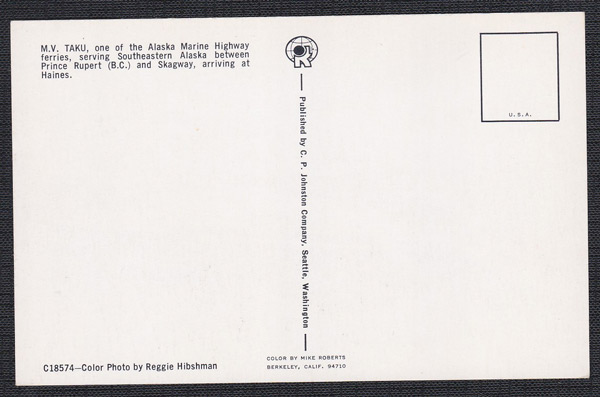 M.V. TAKU, one of the Alaska Marine Highway
ferries, serving Southeastern Alaska between
Prince Rupert (B.C.) and Skagway, arriving at
Haines.
Published by C. P. Johnston Company, Seattle, Washington
U.S.A.
C18574—Color Photo by Reggie Hibshman
COLOR BY MIKE ROBERTS
BERKELEY, CALIF. 94710